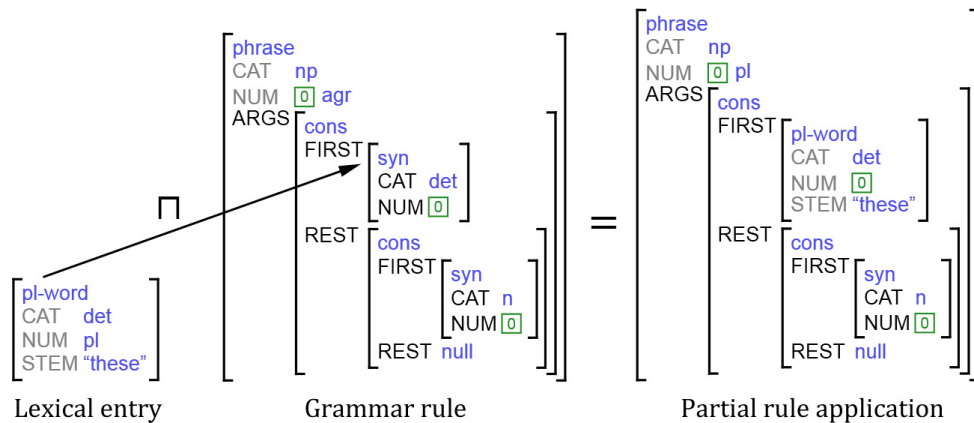 pl-word
CAT det
NUM pl
STEM “these”
Lexical entry
⊓
phrase
CAT np
NUM 0 agr
ARGS
cons
FIRST
syn
CAT det
NUM 0
REST
cons
FIRST
syn
CAT n
NUM 0
REST null
Grammar rule
=
phrase
CAT np
NUM 0 pl
ARGS
cons
FIRST
pl-word
CAT det
NUM 0
STEM “these”
REST
cons
FIRST
syn
CAT n
NUM 0
REST null
Partial rule application